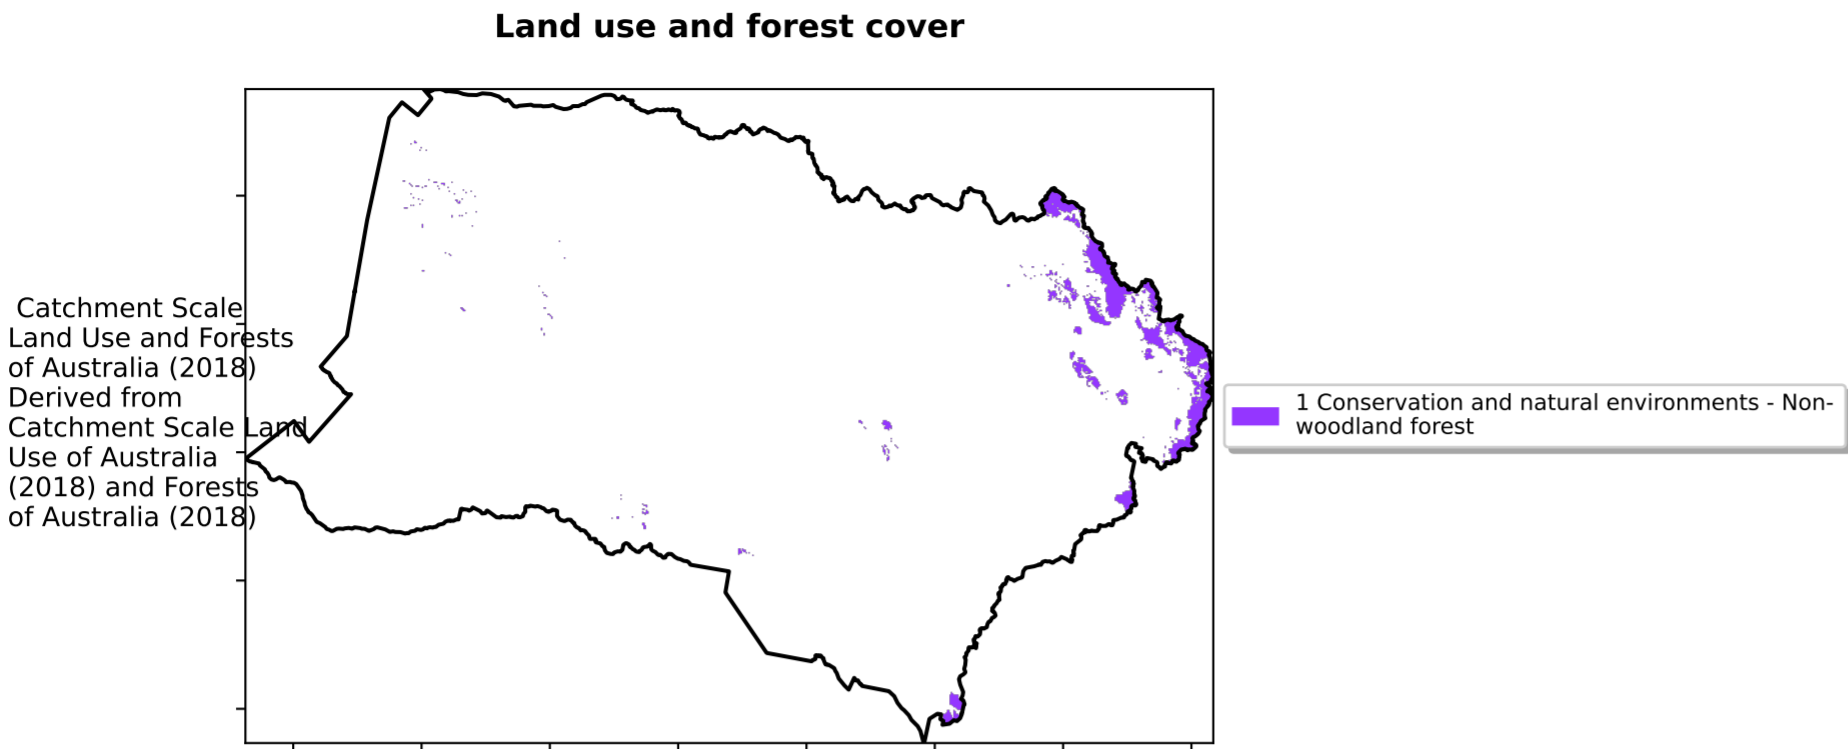 Land use and forest cover
Catchment Scale
Land Use and Forests
of Australia (2018)
Derived from
Catchment Scale Land
Use of Australia
(2018) and Forests
of Australia (2018)
1 Conservation and natural environments - Non-
woodland forest